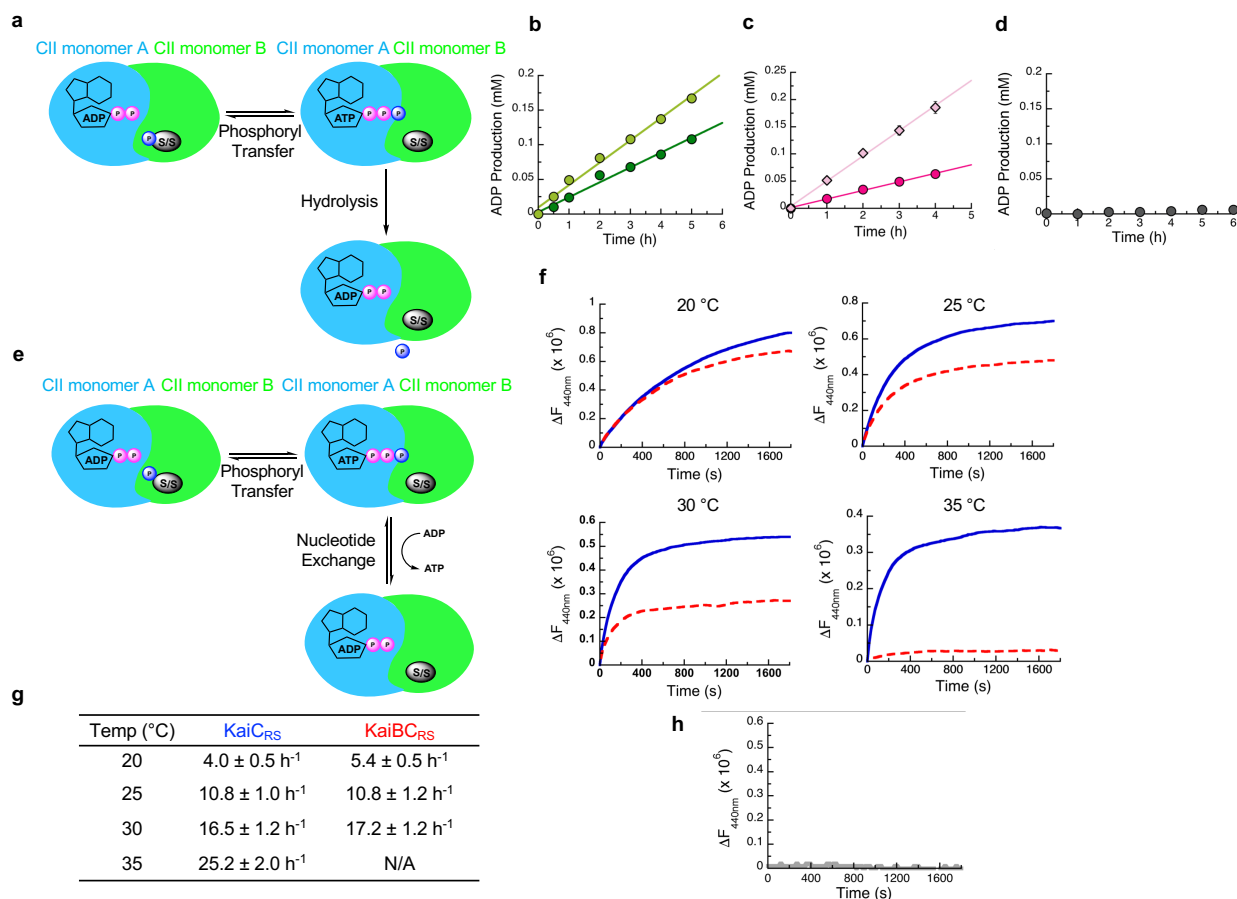 a
CII monomer A CII monomer B CII monomer A CII monomer B
ADP P P P S/S
Phosphoryl
Transfer
ATP P P P S/S
Hydrolysis
ADP P P S/S
P
b
ADP Production (mM)
0.2
0.15
0.1
0.05
0
0 1 2 3 4 5 6
Time (h)
c
ADP Production (mM)
0.25
0.2
0.15
0.1
0.05
0
0 1 2 3 4 5
Time (h)
d
ADP Production (mM)
0.2
0.15
0.1
0.05
0
0 1 2 3 4 5 6
Time (h)
e
CII monomer A CII monomer B CII monomer A CII monomer B
ADP P P P S/S
Phosphoryl
Transfer
ATP P P P S/S
Nucleotide
Exchange
ADP
ATP
ADP P P S/S
f
20 °C
ΔF440nm (x 10⁶)
1
0.8
0.6
0.4
0.2
0
0 400 800 1200 1600
Time (s)
25 °C
ΔF440nm (x 10⁶)
0.8
0.6
0.4
0.2
0
0 400 800 1200 1600
Time (s)
30 °C
ΔF440nm (x 10⁶)
0.6
0.5
0.4
0.3
0.2
0.1
0
0 400 800 1200 1600
Time (s)
35 °C
ΔF440nm (x 10⁶)
0.4
0.3
0.2
0.1
0
0 400 800 1200 1600
Time (s)
g
Temp (°C) KaiCRS KaiBCRS
20 4.0 ± 0.5 h⁻¹ 5.4 ± 0.5 h⁻¹
25 10.8 ± 1.0 h⁻¹ 10.8 ± 1.2 h⁻¹
30 16.5 ± 1.2 h⁻¹ 17.2 ± 1.2 h⁻¹
35 25.2 ± 2.0 h⁻¹ N/A
h
ΔF440nm (x 10⁶)
0.6
0.5
0.4
0.3
0.2
0.1
0
0 400 800 1200 1600
Time (s)